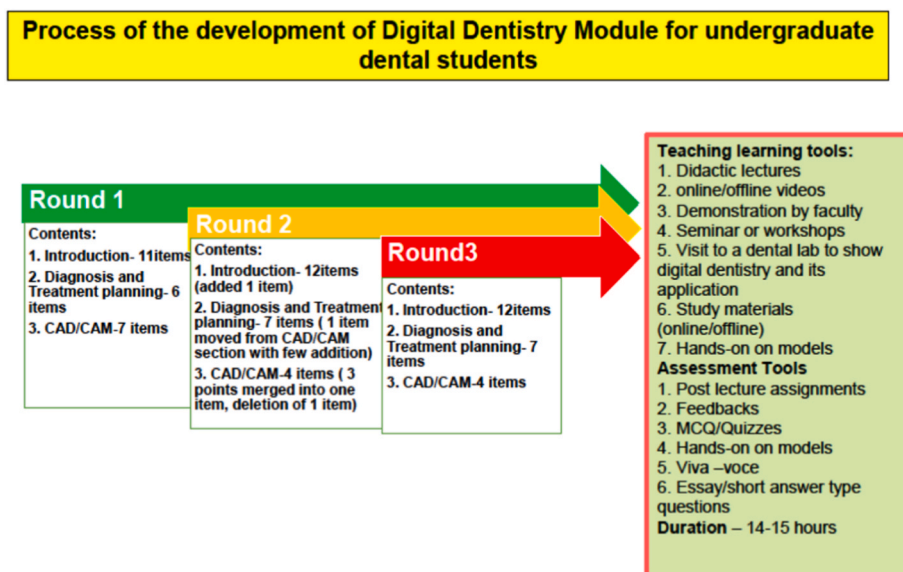 Process of the development of Digital Dentistry Module for undergraduate
dental students
Round 1
Contents:
1. Introduction- 11items
2. Diagnosis and
Treatment planning- 6
items
3. CAD/CAM-7 items
Round 2
Contents:
1. Introduction- 12items
(added 1 item)
2. Diagnosis and Treatment
planning- 7 items ( 1 item
moved from CAD/CAM
section with few addition)
3. CAD/CAM-4 items ( 3
points merged into one
item, deletion of 1 item)
Round3
Contents:
1. Introduction- 12items
2. Diagnosis and
Treatment planning- 7
items
3. CAD/CAM-4 items
Teaching learning tools:
1. Didactic lectures
2. online/offline videos
3. Demonstration by faculty
4. Seminar or workshops
5. Visit to a dental lab to show
digital dentistry and its
application
6. Study materials
(online/offline)
7. Hands-on on models
Assessment Tools
1. Post lecture assignments
2. Feedbacks
3. MCQ/Quizzes
4. Hands-on on models
5. Viva –voce
6. Essay/short answer type
questions
Duration – 14-15 hours